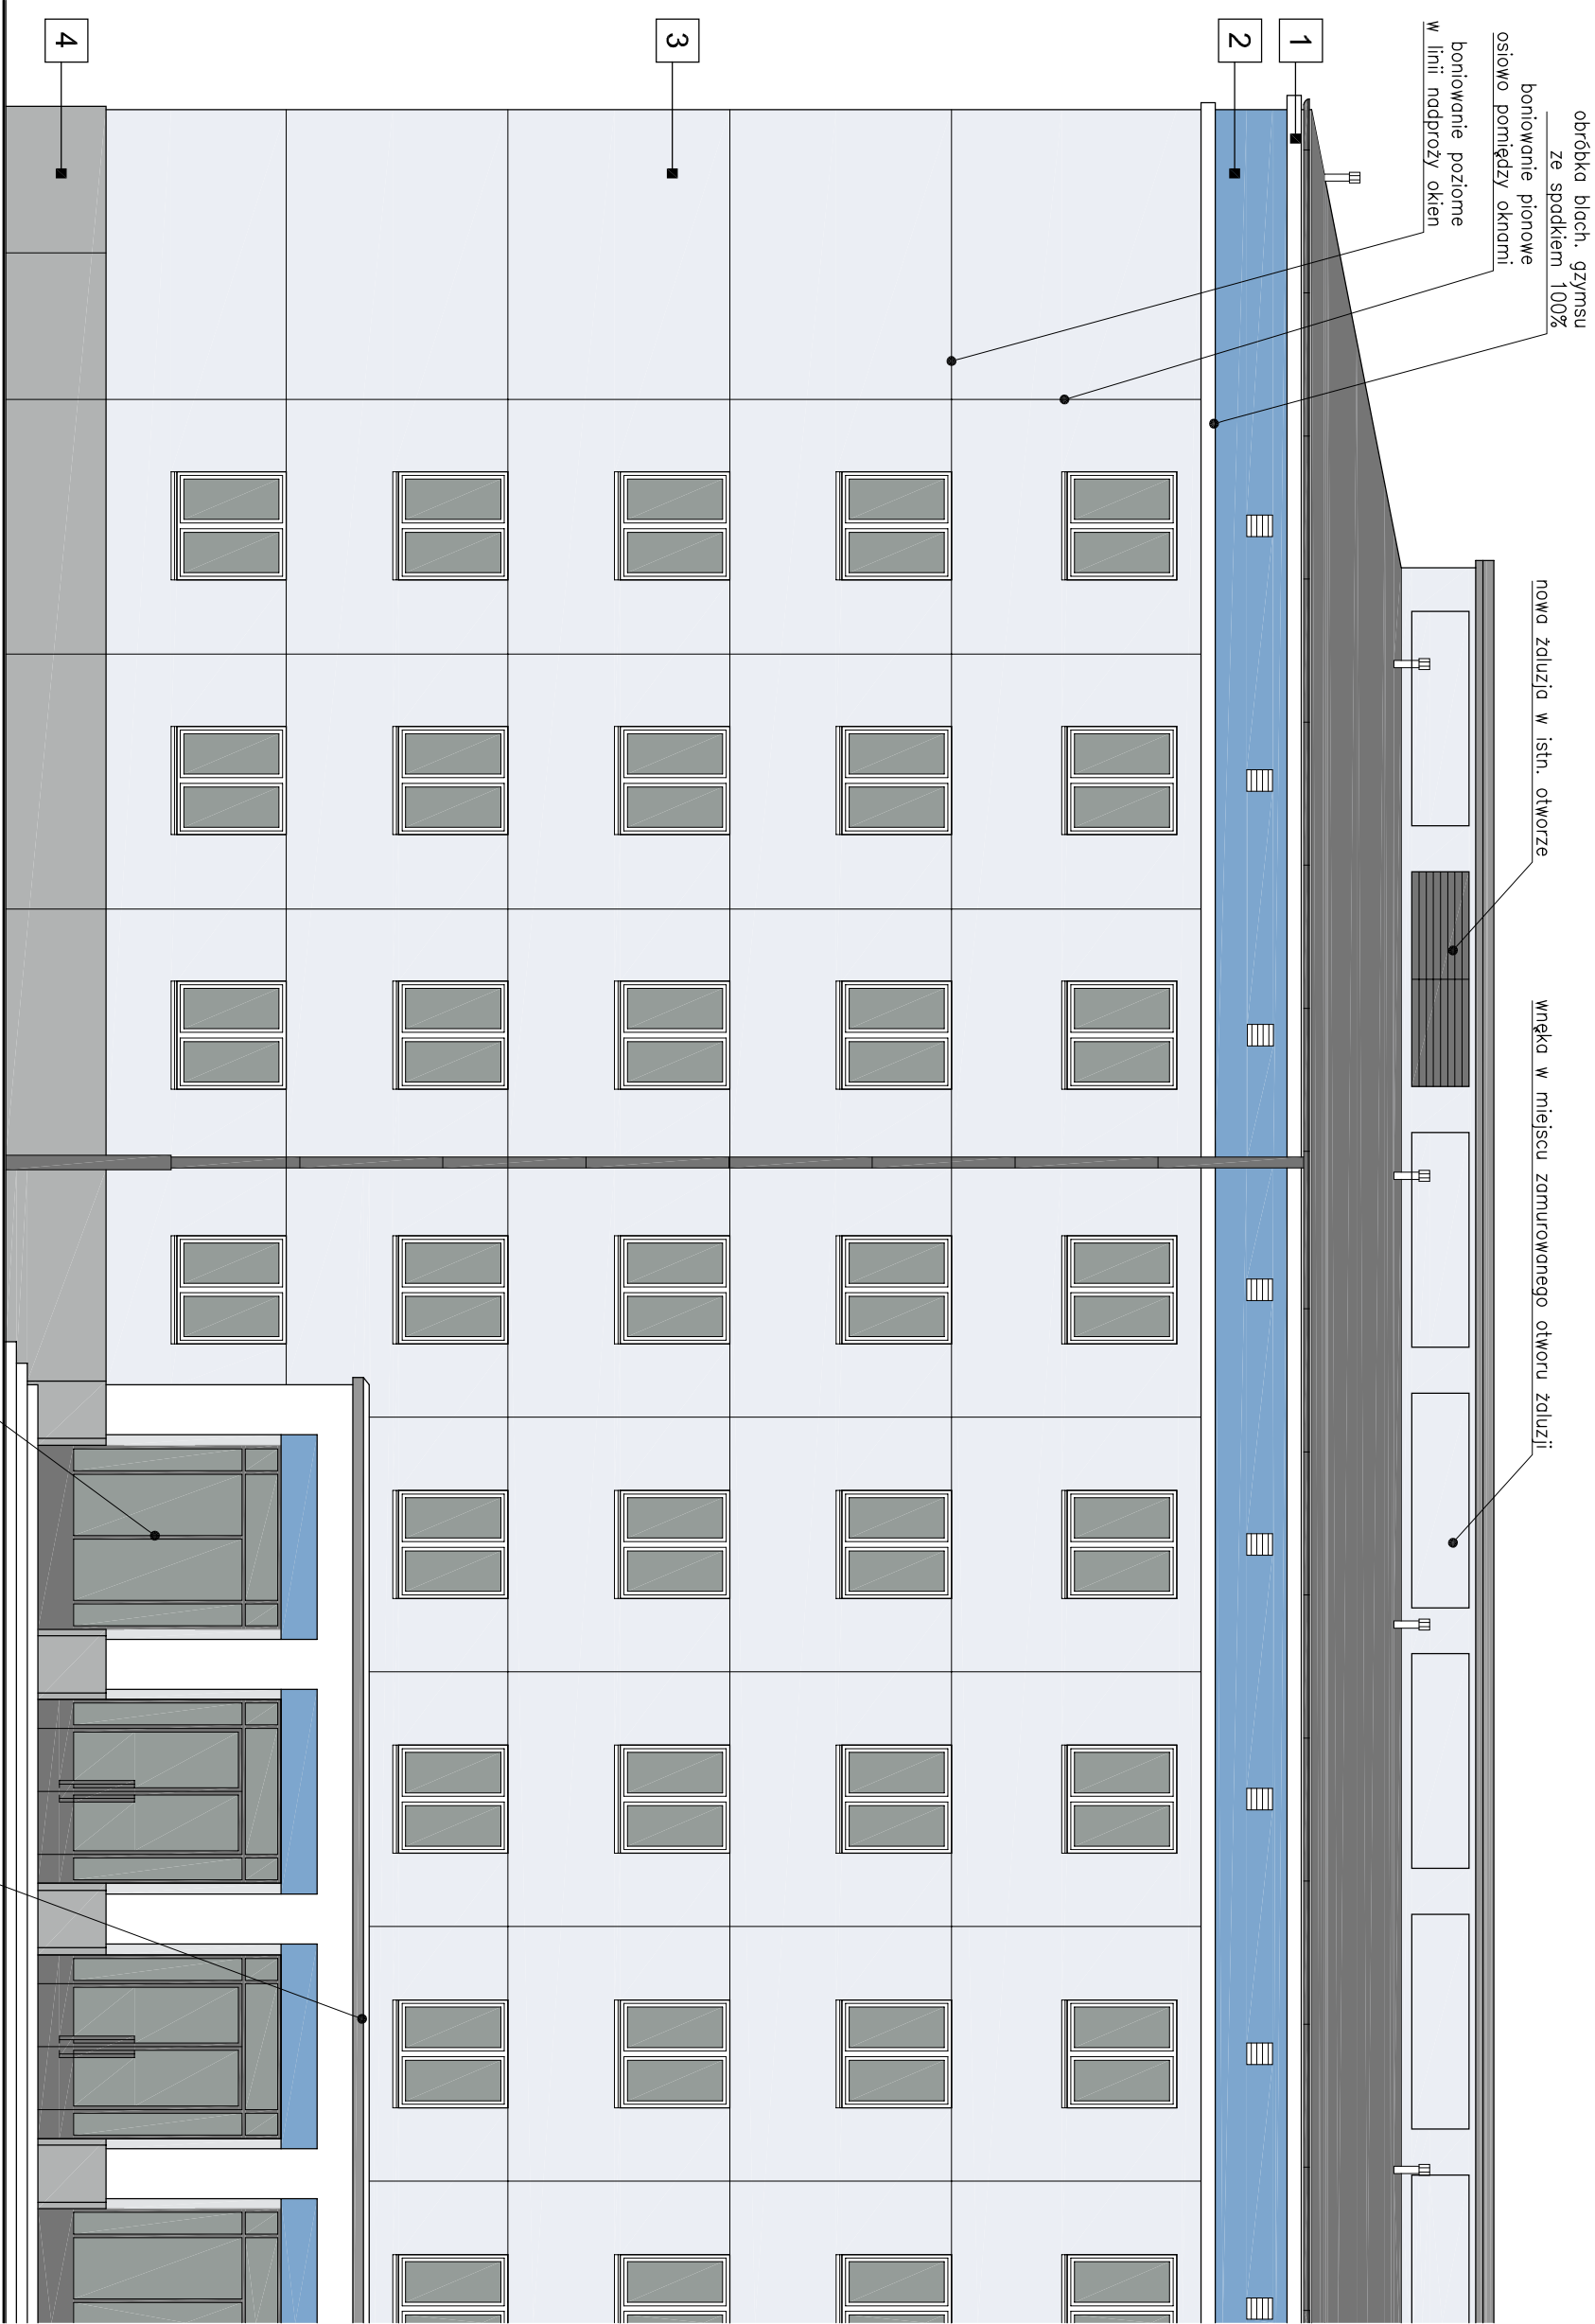 obróbka blach. gzymsu
ze spadkiem 100%
boniowanie pionowe
osiowo pomiędzy oknami
boniowanie poziome
w linii nadproży okien
nowa żaluzja w istn. otworze
wnęka w miejscu zamurowanego otworu żaluzji
1
2
3
4